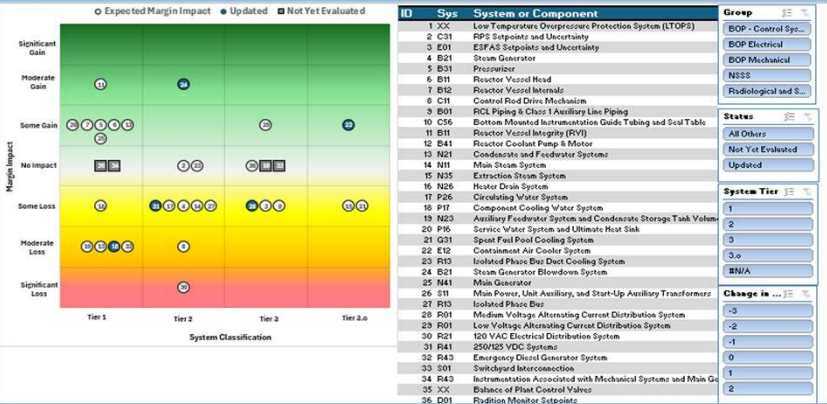 Expected Margin Impact Updated Not Yet Evaluated
Significant Gain
Moderate Gain
Some Gain
No Impact
Some Loss
Moderate Loss
Significant Loss
Margin Impact
Tier 1 Tier 2 Tier 3 Tier 3.o
System Classification
ID Sys System or Component
1 XX Low Temperature Overpressure Protection System (LTOPS)
2 C31 RPS Setpoints and Uncertainty
3 E01 ESFAS Setpoints and Uncertainty
4 B21 Steam Generator
5 B31 Pressurizer
6 B11 Reactor Vessel Head
7 B12 Reactor Vessel Internals
8 C11 Control Rod Drive Mechanism
9 B01 RCL Piping & Class 1 Auxiliary Line Piping
10 C56 Bottom Mounted Instrumentation Guide Tubing and Seal Table
11 B11 Reactor Vessel Integrity (RVI)
12 B41 Reactor Coolant Pump & Motor
13 N21 Condensate and Feedwater Systems
14 N11 Main Steam System
15 N35 Extraction Steam System
16 N26 Heater Drain System
17 P26 Circulating Water System
18 P17 Component Cooling Water System
19 N23 Auxiliary Feedwater System and Condensate Storage Tank Volum
20 P16 Service Water System and Ultimate Heat Sink
21 G31 Spent Fuel Pool Cooling System
22 E12 Containment Air Cooler System
23 R13 Isolated Phase Bus Duct Cooling System
24 B21 Steam Generator Blowdown System
25 N41 Main Generator
26 S11 Main Power, Unit Auxiliary, and Start-Up Auxiliary Transformers
27 R13 Isolated Phase Bus
28 R01 Medium Voltage Alternating Current Distribution System
29 R01 Low Voltage Alternating Current Distribution System
30 R21 120 VAC Electrical Distribution System
31 R41 250/125 VDC Systems
32 R43 Emergency Diesel Generator System
33 S01 Switchyard Interconnection
34 R43 Instrumentation Associated with Mechanical Systems and Main Ge
35 XX Balance of Plant Control Valves
36 D01 Radition Monitor Setpoints
Group
BOP - Control Sys...
BOP Electrical
BOP Mechanical
NSSS
Radiological and S...
Status
All Others
Not Yet Evaluated
Updated
System Tier
1
2
3
3.o
#N/A
Change in ...
-3
-2
-1
0
1
2